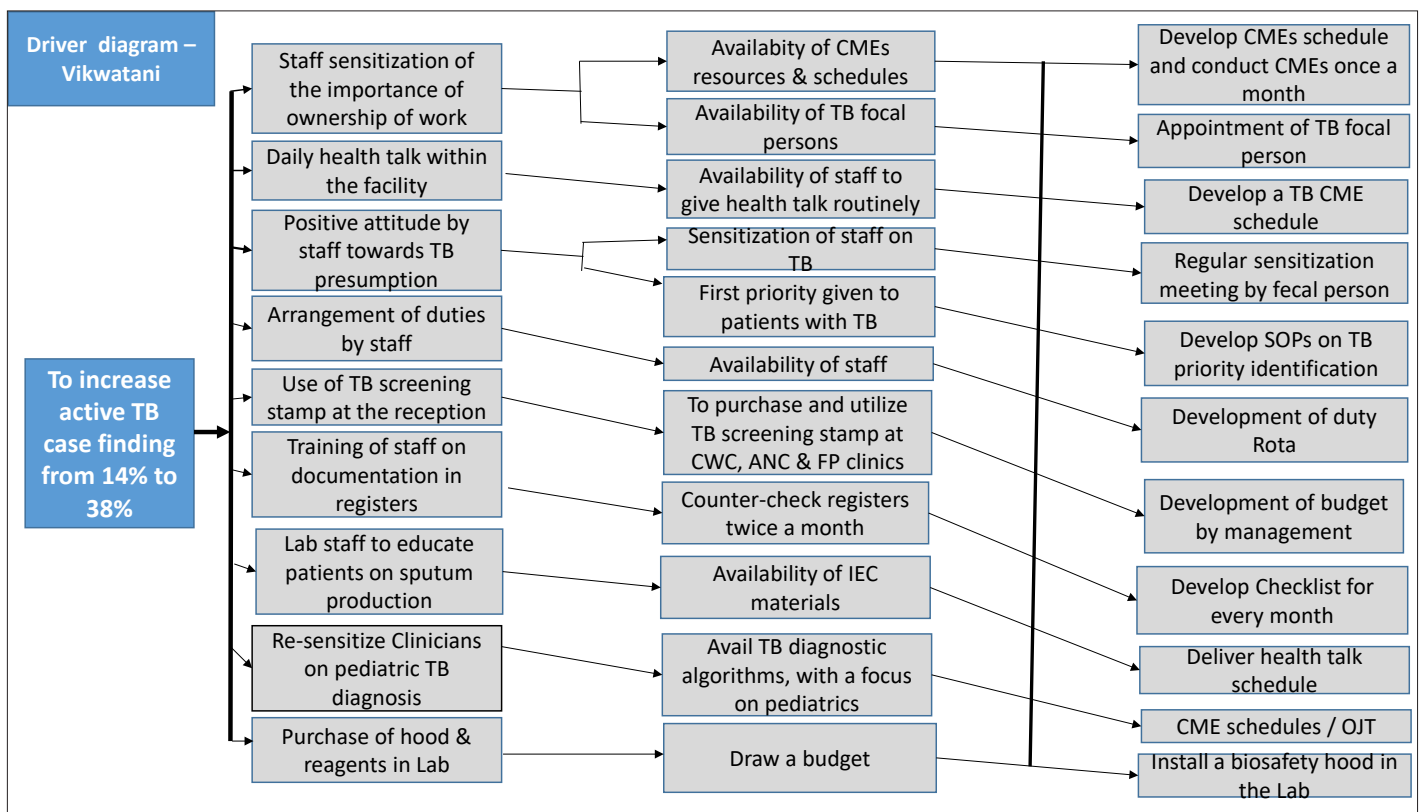 Driver diagram –
Vikwatani
To increase
active TB
case finding
from 14% to
38%
Staff sensitization of
the importance of
ownership of work
Daily health talk within
the facility
Positive attitude by
staff towards TB
presumption
Arrangement of duties
by staff
Use of TB screening
stamp at the reception
Training of staff on
documentation in
registers
Lab staff to educate
patients on sputum
production
Re-sensitize Clinicians
on pediatric TB
diagnosis
Purchase of hood &
reagents in Lab
Availabity of CMEs
resources & schedules
Availability of TB focal
persons
Availability of staff to
give health talk routinely
Sensitization of staff on
TB
First priority given to
patients with TB
Availability of staff
To purchase and utilize
TB screening stamp at
CWC, ANC & FP clinics
Counter-check registers
twice a month
Availability of IEC
materials
Avail TB diagnostic
algorithms, with a focus
on pediatrics
Draw a budget
Develop CMEs schedule
and conduct CMEs once a
month
Appointment of TB focal
person
Develop a TB CME
schedule
Regular sensitization
meeting by fecal person
Develop SOPs on TB
priority identification
Development of duty
Rota
Development of budget
by management
Develop Checklist for
every month
Deliver health talk
schedule
CME schedules / OJT
Install a biosafety hood in
the Lab